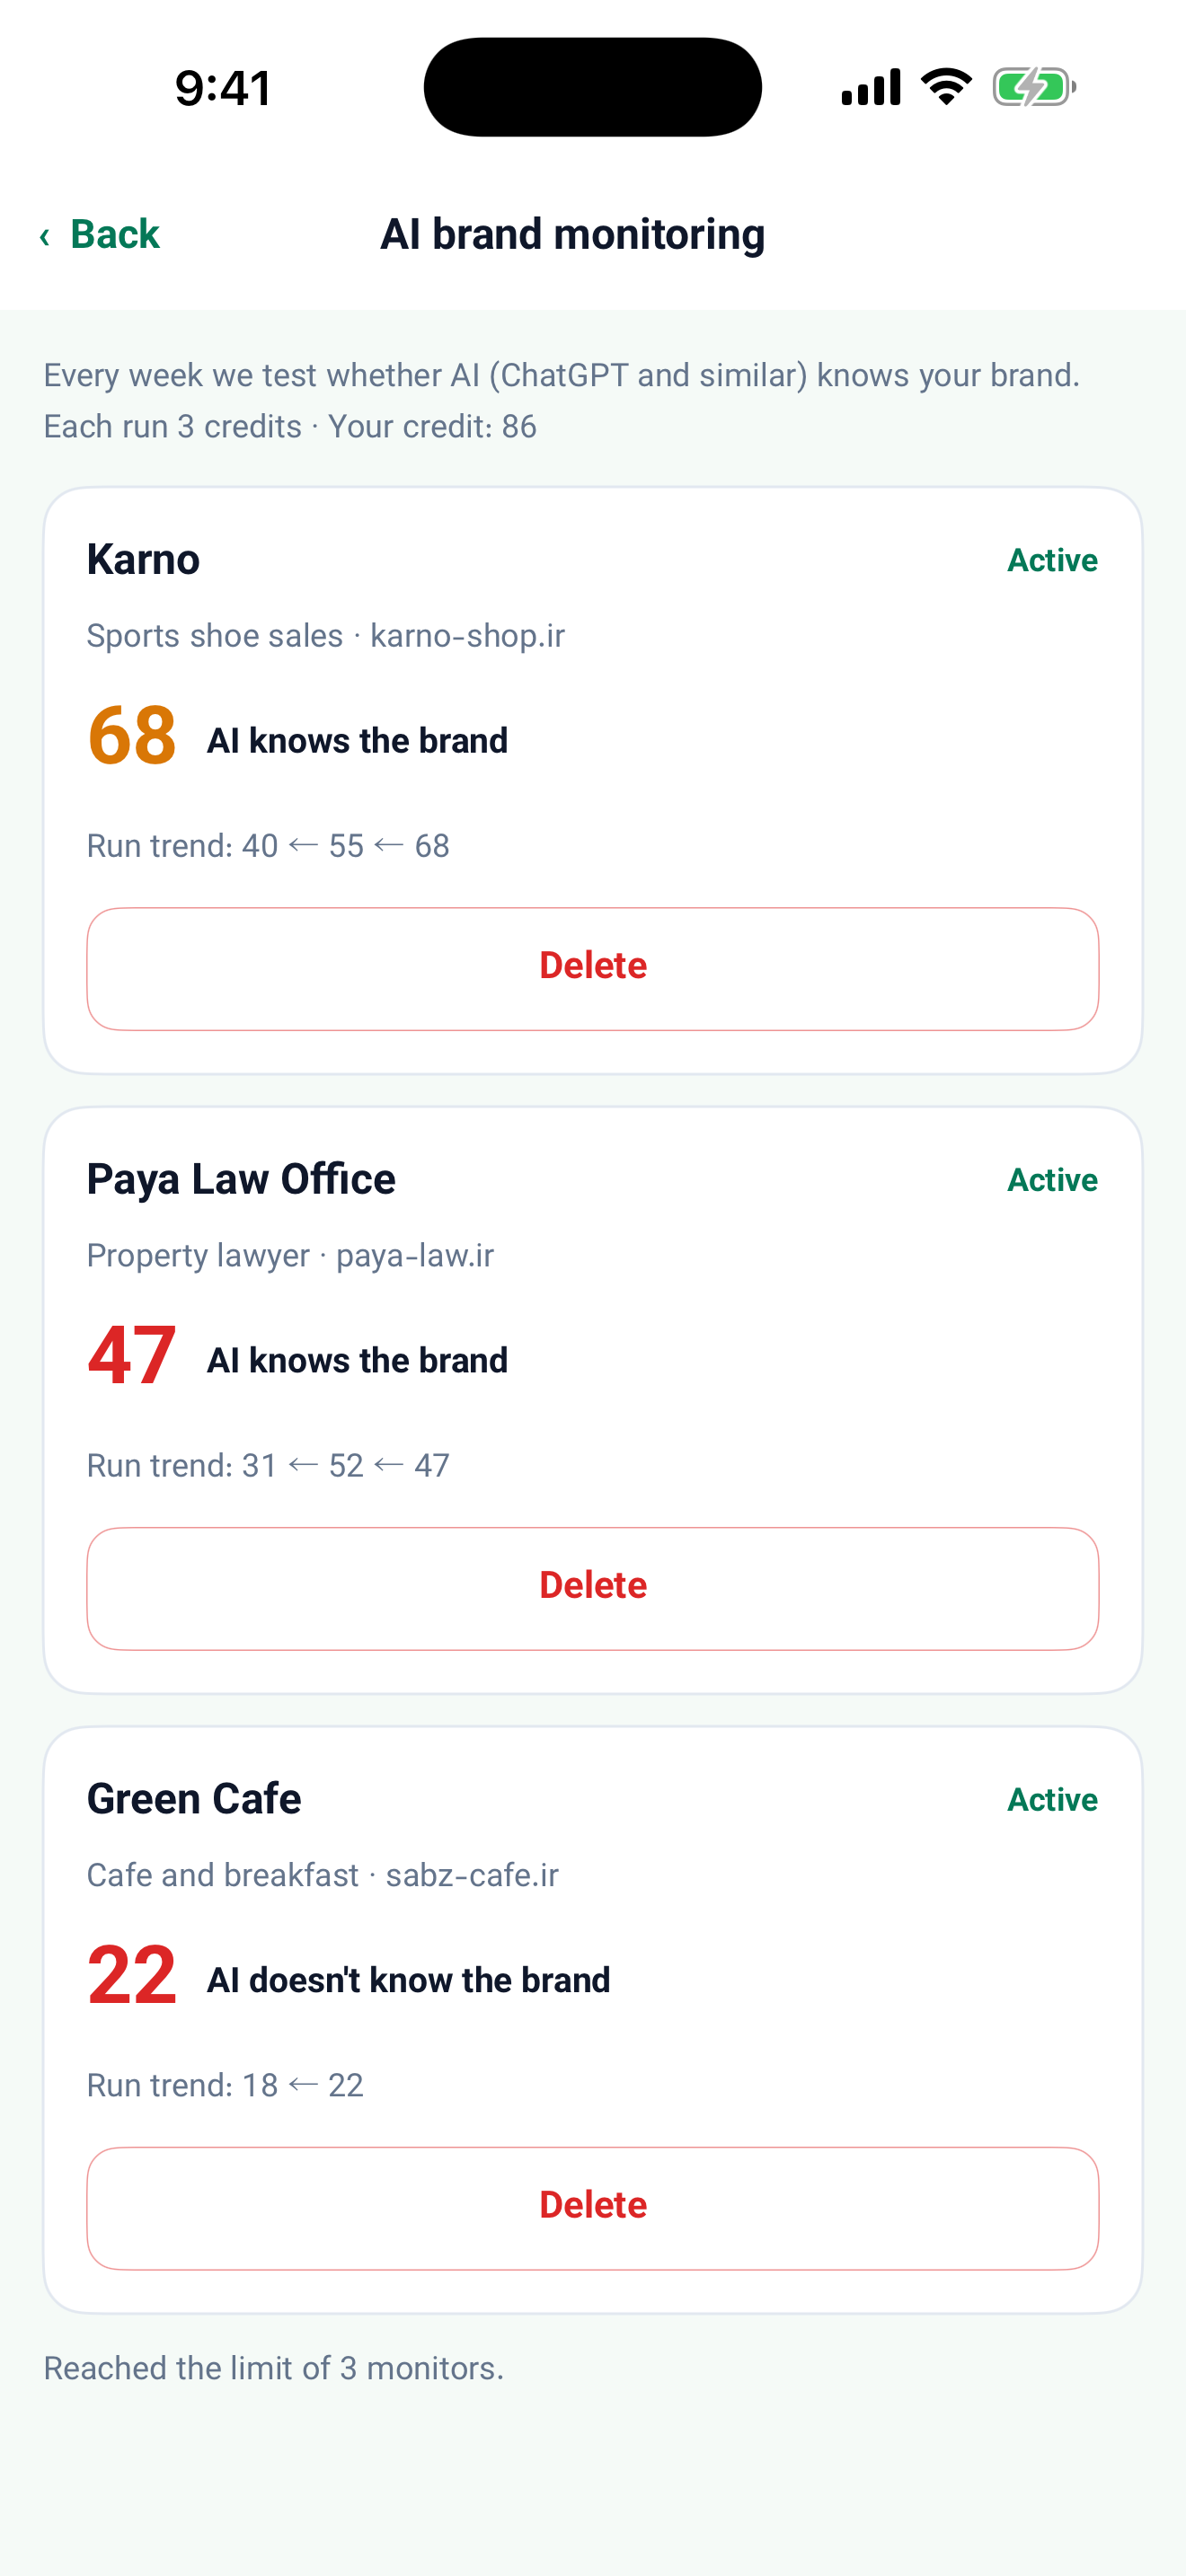 9:41
‹ Back
AI brand monitoring
Every week we test whether AI (ChatGPT and similar) knows your brand.
Each run 3 credits · Your credit: 86
Karno
Active
Sports shoe sales · karno-shop.ir
68 AI knows the brand
Run trend: 40 ← 55 ← 68
Delete
Paya Law Office
Active
Property lawyer · paya-law.ir
47 AI knows the brand
Run trend: 31 ← 52 ← 47
Delete
Green Cafe
Active
Cafe and breakfast · sabz-cafe.ir
22 AI doesn't know the brand
Run trend: 18 ← 22
Delete
Reached the limit of 3 monitors.